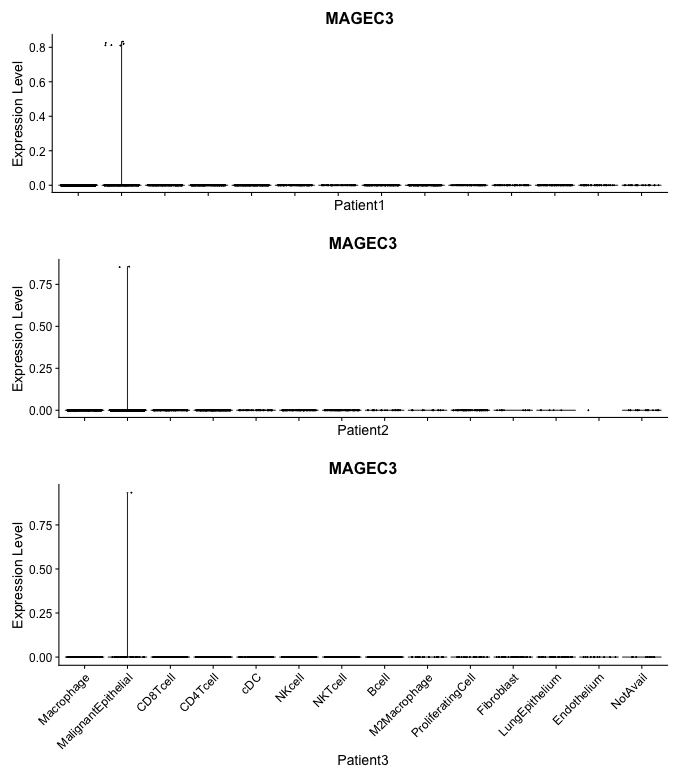 MAGEC3
Expression Level
0.8
0.6
0.4
0.2
0.0
Patient1
MAGEC3
Expression Level
0.75
0.50
0.25
0.00
Patient2
MAGEC3
Expression Level
0.75
0.50
0.25
0.00
Macrophage
MalignantEpithelial
CD8Tcell
CD4Tcell
cDC
NKcell
NKTcell
Bcell
M2Macrophage
ProliferatingCell
Fibroblast
LungEpithelium
Endothelium
NotAvail
Patient3